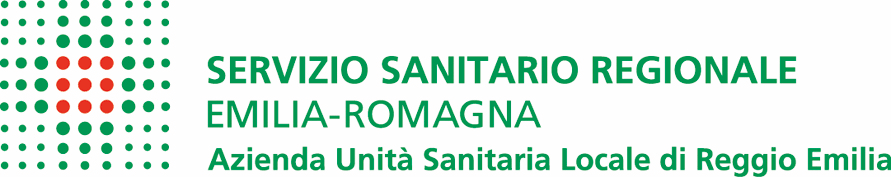 SERVIZIO SANITARIO REGIONALE
EMILIA-ROMAGNA
Azienda Unità Sanitaria Locale di Reggio Emilia